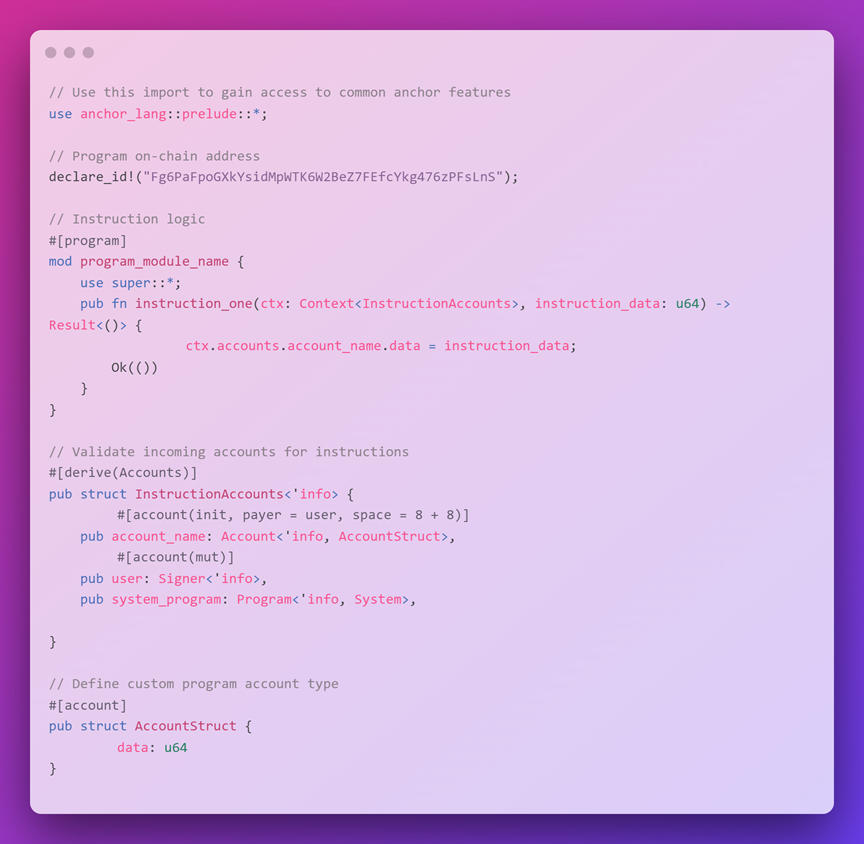 // Use this import to gain access to common anchor features
use anchor_lang::prelude::*;
// Program on-chain address
declare_id!("Fg6PaFpoGXkYsidMpWTK6W2BeZ7FEfcYkg476zPFsLnS");
// Instruction logic
#[program]
mod program_module_name {
    use super::*;
    pub fn instruction_one(ctx: Context<InstructionAccounts>, instruction_data: u64) ->
Result<()> {
                ctx.accounts.account_name.data = instruction_data;
        Ok(())
    }
}
// Validate incoming accounts for instructions
#[derive(Accounts)]
pub struct InstructionAccounts<'info> {
        #[account(init, payer = user, space = 8 + 8)]
    pub account_name: Account<'info, AccountStruct>,
        #[account(mut)]
    pub user: Signer<'info>,
    pub system_program: Program<'info, System>,
}
// Define custom program account type
#[account]
pub struct AccountStruct {
        data: u64
}